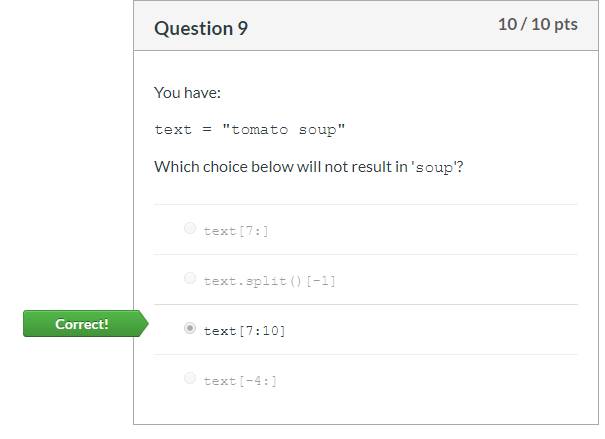 Question 9
10 / 10 pts
You have:
text = "tomato soup"
Which choice below will not result in 'soup'?
text[7:]
text.split()[-1]
Correct!
text[7:10]
text[-4:]